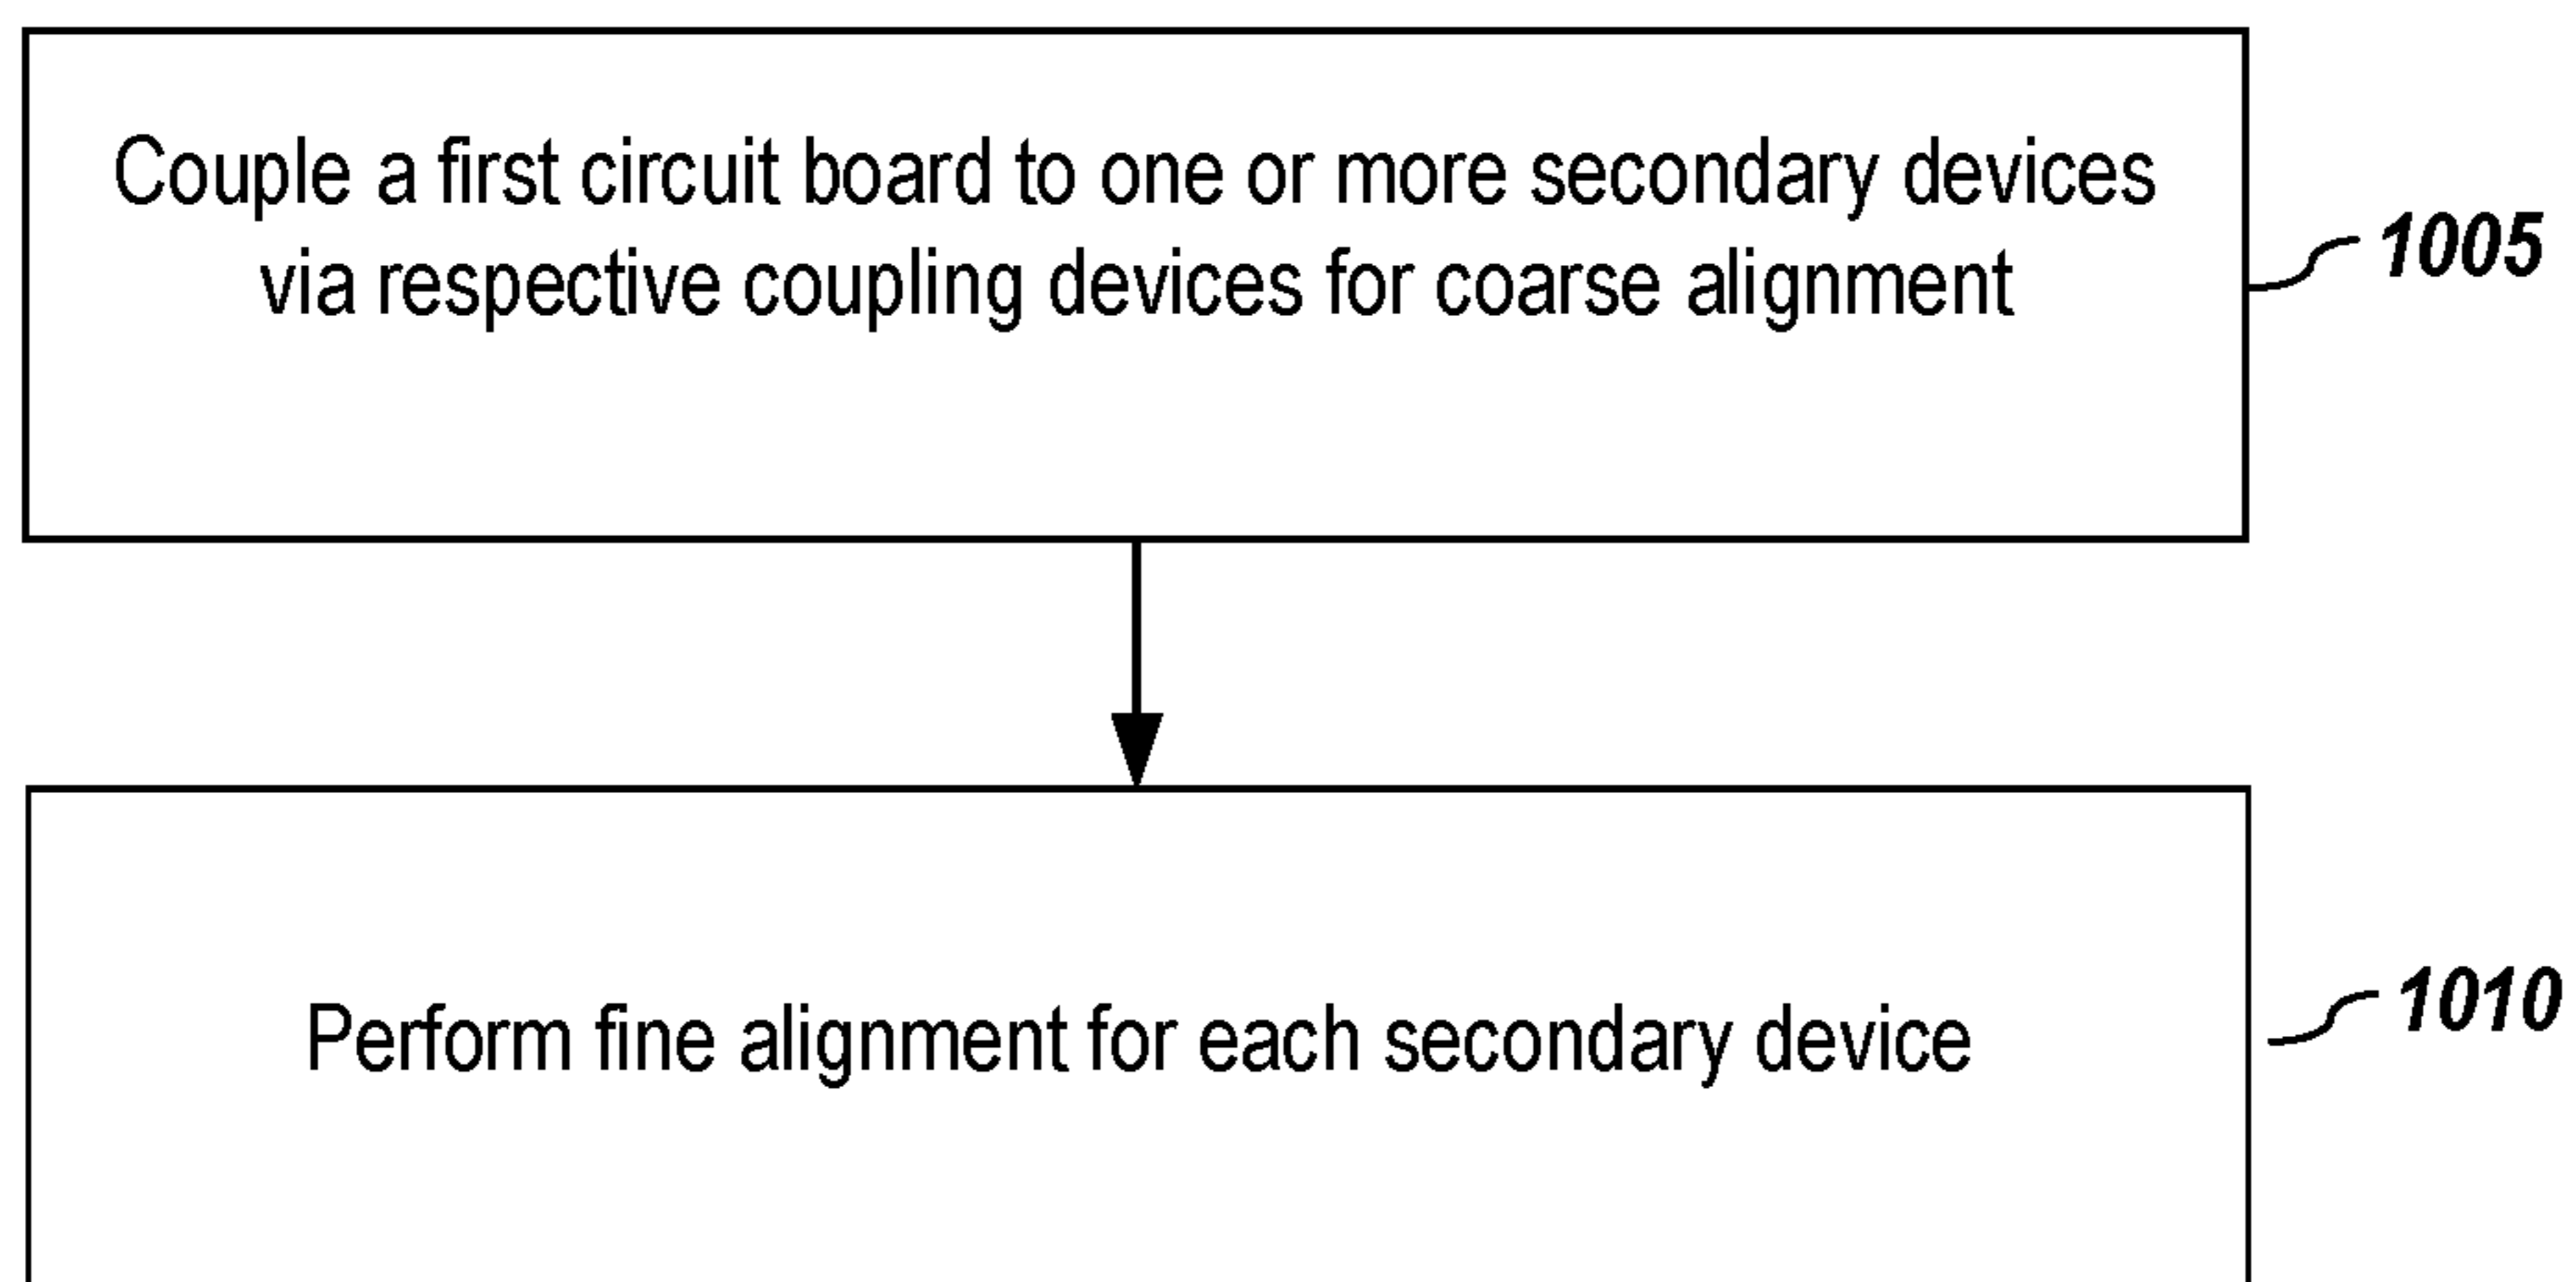 Couple a first circuit board to one or more secondary devices
via respective coupling devices for coarse alignment
1005
Perform fine alignment for each secondary device
1010